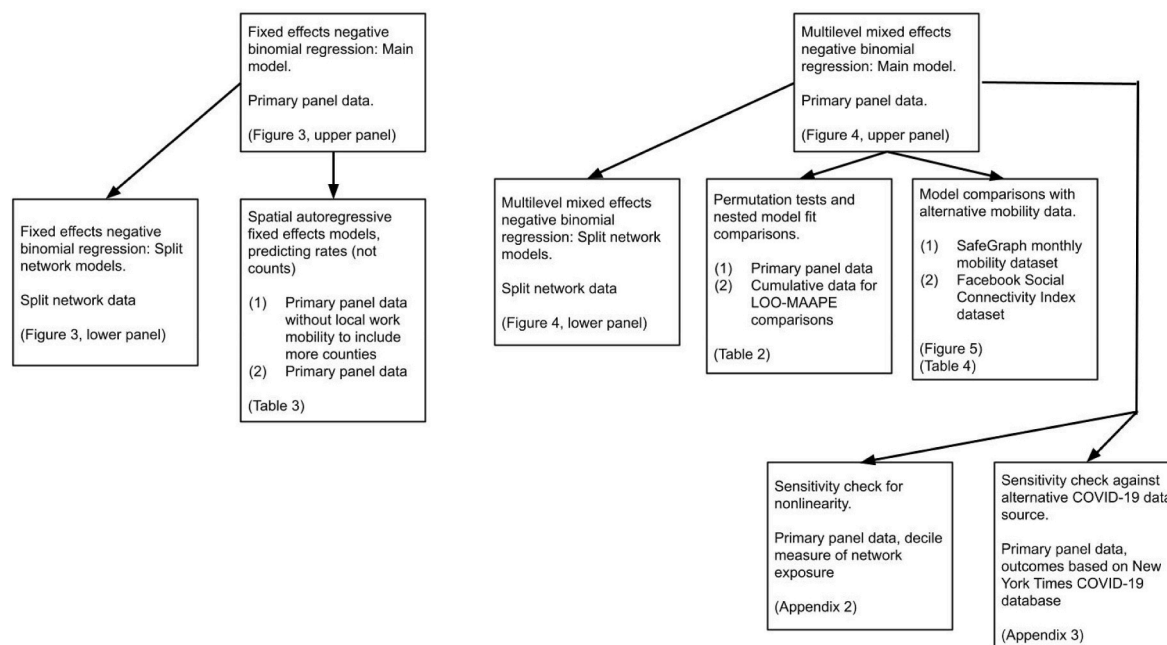 Fixed effects negative
binomial regression: Main
model.
Primary panel data.
(Figure 3, upper panel)
Multilevel mixed effects
negative binomial
regression: Main model.
Primary panel data.
(Figure 4, upper panel)
Fixed effects negative
binomial regression: Split
network models.
Split network data
(Figure 3, lower panel)
Spatial autoregressive
fixed effects models,
predicting rates (not
counts)
(1) Primary panel data
without local work
mobility to include
more counties
(2) Primary panel data
(Table 3)
Multilevel mixed effects
negative binomial
regression: Split network
models.
Split network data
(Figure 4, lower panel)
Permutation tests and
nested model fit
comparisons.
(1) Primary panel data
(2) Cumulative data for
LOO-MAAPE
comparisons
(Table 2)
Model comparisons with
alternative mobility data.
(1) SafeGraph monthly
mobility dataset
(2) Facebook Social
Connectivity Index
dataset
(Figure 5)
(Table 4)
Sensitivity check for
nonlinearity.
Primary panel data, decile
measure of network
exposure
(Appendix 2)
Sensitivity check against
alternative COVID-19 data
source.
Primary panel data,
outcomes based on New
York Times COVID-19
database
(Appendix 3)